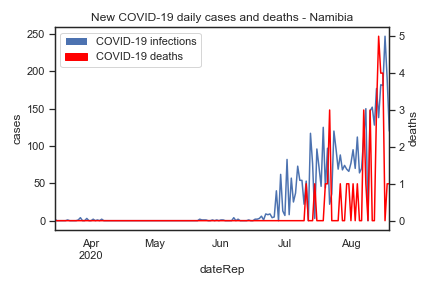 New COVID-19 daily cases and deaths - Namibia
COVID-19 infections
COVID-19 deaths
250
200
150
100
50
0
cases
5
4
3
2
1
0
deaths
Apr
2020
May
Jun
Jul
Aug
dateRep